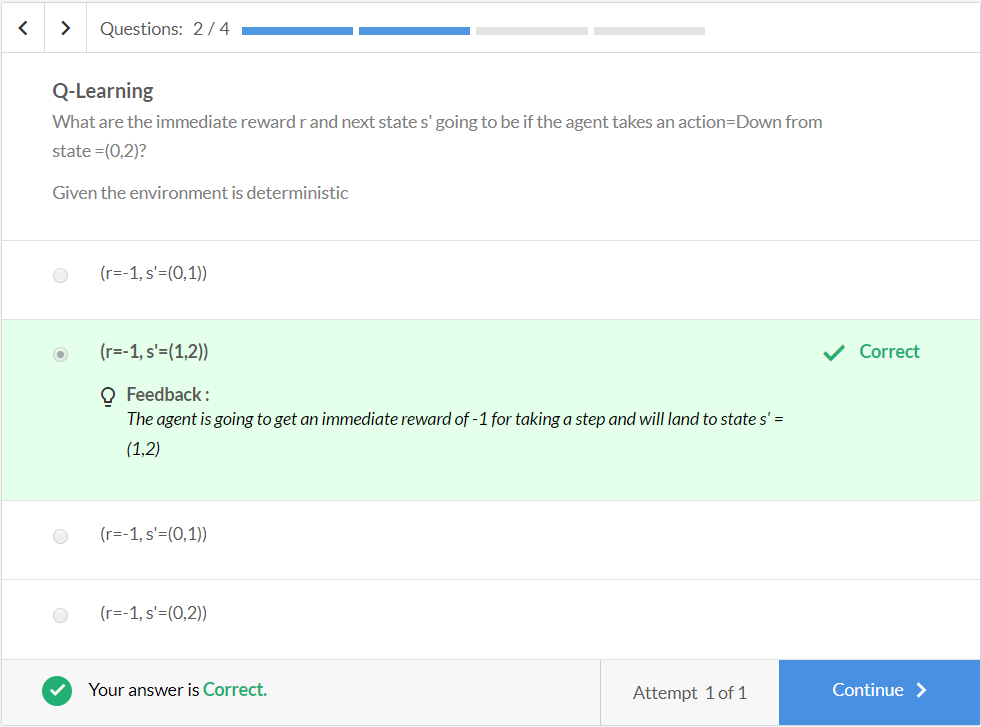 Questions: 2 / 4
Q-Learning
What are the immediate reward r and next state s' going to be if the agent takes an action=Down from
state =(0,2)?
Given the environment is deterministic
(r=-1, s'=(0,1))
(r=-1, s'=(1,2))
Correct
Feedback :
The agent is going to get an immediate reward of -1 for taking a step and will land to state s' =
(1,2)
(r=-1, s'=(0,1))
(r=-1, s'=(0,2))
Your answer is Correct.
Attempt 1 of 1
Continue